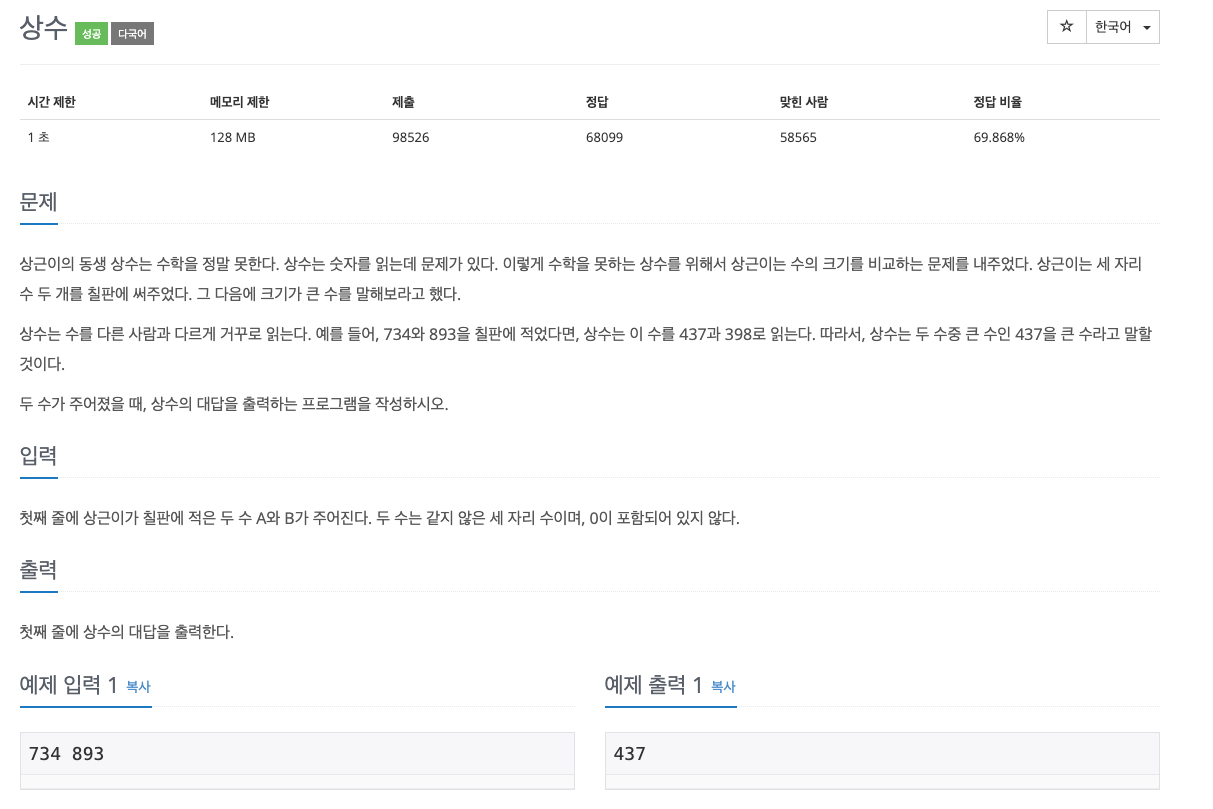 상수 성공 다국어 ☆ 한국어
시간 제한 메모리 제한 제출 정답 맞힌 사람 정답 비율
1 초 128 MB 98526 68099 58565 69.868%
문제
상근이의 동생 상수는 수학을 정말 못한다. 상수는 숫자를 읽는데 문제가 있다. 이렇게 수학을 못하는 상수를 위해서 상근이는 수의 크기를 비교하는 문제를 내주었다. 상근이는 세 자리
수 두 개를 칠판에 써주었다. 그 다음에 크기가 큰 수를 말해보라고 했다.
상수는 수를 다른 사람과 다르게 거꾸로 읽는다. 예를 들어, 734와 893을 칠판에 적었다면, 상수는 이 수를 437과 398로 읽는다. 따라서, 상수는 두 수중 큰 수인 437을 큰 수라고 말할
것이다.
두 수가 주어졌을 때, 상수의 대답을 출력하는 프로그램을 작성하시오.
입력
첫째 줄에 상근이가 칠판에 적은 두 수 A와 B가 주어진다. 두 수는 같지 않은 세 자리 수이며, 0이 포함되어 있지 않다.
출력
첫째 줄에 상수의 대답을 출력한다.
예제 입력 1 복사
734 893
예제 출력 1 복사
437